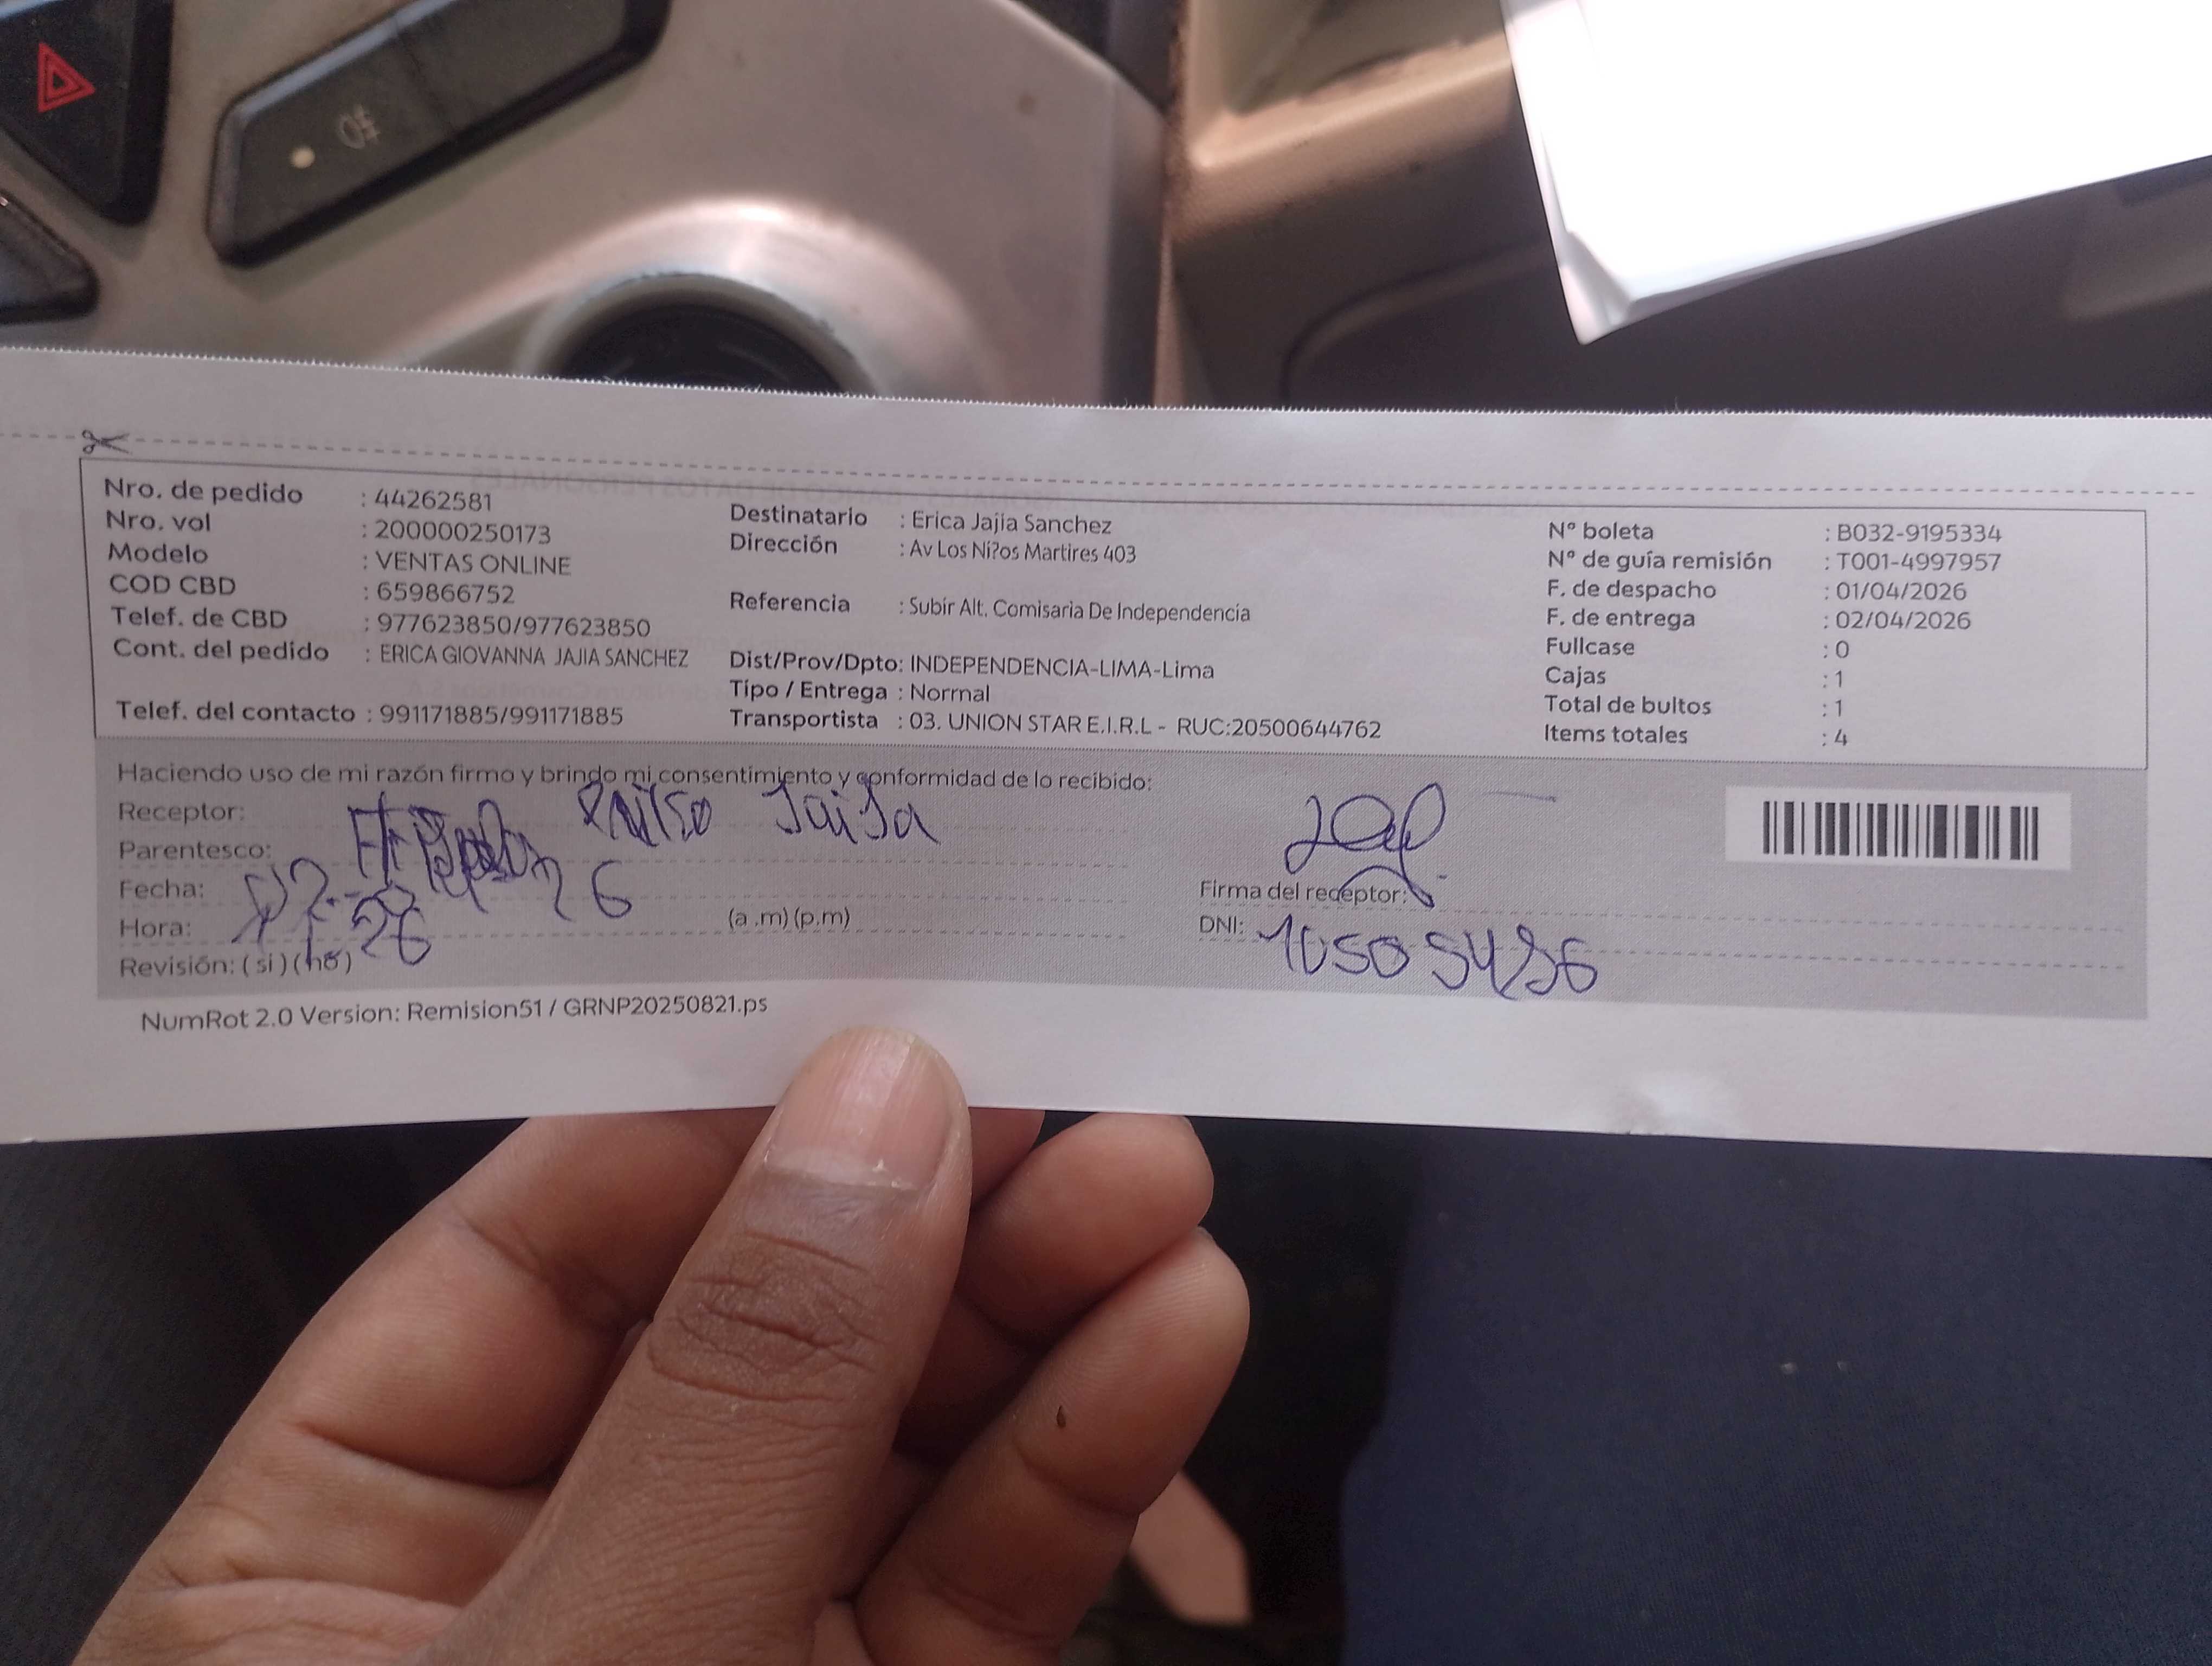 Nro. de pedido : 44262581
Nro. vol : 200000250173
Modelo : VENTAS ONLINE
COD CBD : 659866752
Telef. de CBD : 977623850/977623850
Cont. del pedido : ERICA GIOVANNA JAJIA SANCHEZ
Telef. del contacto : 991171885/991171885
Destinatario : Erica Jajia Sanchez
Dirección : Av Los Ni?os Martires 403
Referencia : Subir Alt. Comisaria De Independencia
Dist/Prov/Dpto: INDEPENDENCIA-LIMA-Lima
Tipo / Entrega : Normal
Transportista : 03. UNION STAR E.I.R.L - RUC:20500644762
N° boleta : B032-9195334
N° de guía remisión : T001-4997957
F. de despacho : 01/04/2026
F. de entrega : 02/04/2026
Fullcase : 0
Cajas : 1
Total de bultos : 1
Items totales : 4
Haciendo uso de mi razón firmo y brindo mi consentimiento y conformidad de lo recibido:
Receptor:
Parentesco:
Fecha:
Hora: (a.m) (p.m)
Revisión: ( si ) ( no )
Firma del receptor:
DNI:
NumRot 2.0 Version: Remision51 / GRNP20250821.ps